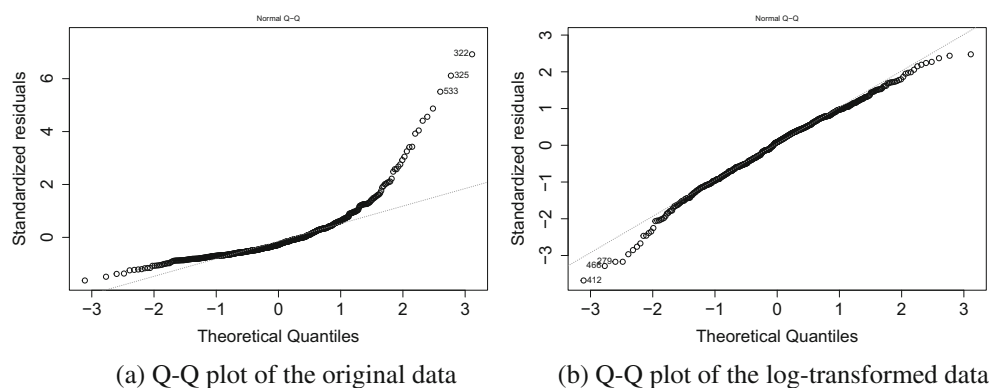 Normal Q-Q
Standardized residuals
6
4
2
0
322
325
533
−3 −2 −1 0 1 2 3
Theoretical Quantiles
(a) Q-Q plot of the original data
Normal Q-Q
Standardized residuals
3
2
1
0
−1
−2
−3
279
412
−3 −2 −1 0 1 2 3
Theoretical Quantiles
(b) Q-Q plot of the log-transformed data